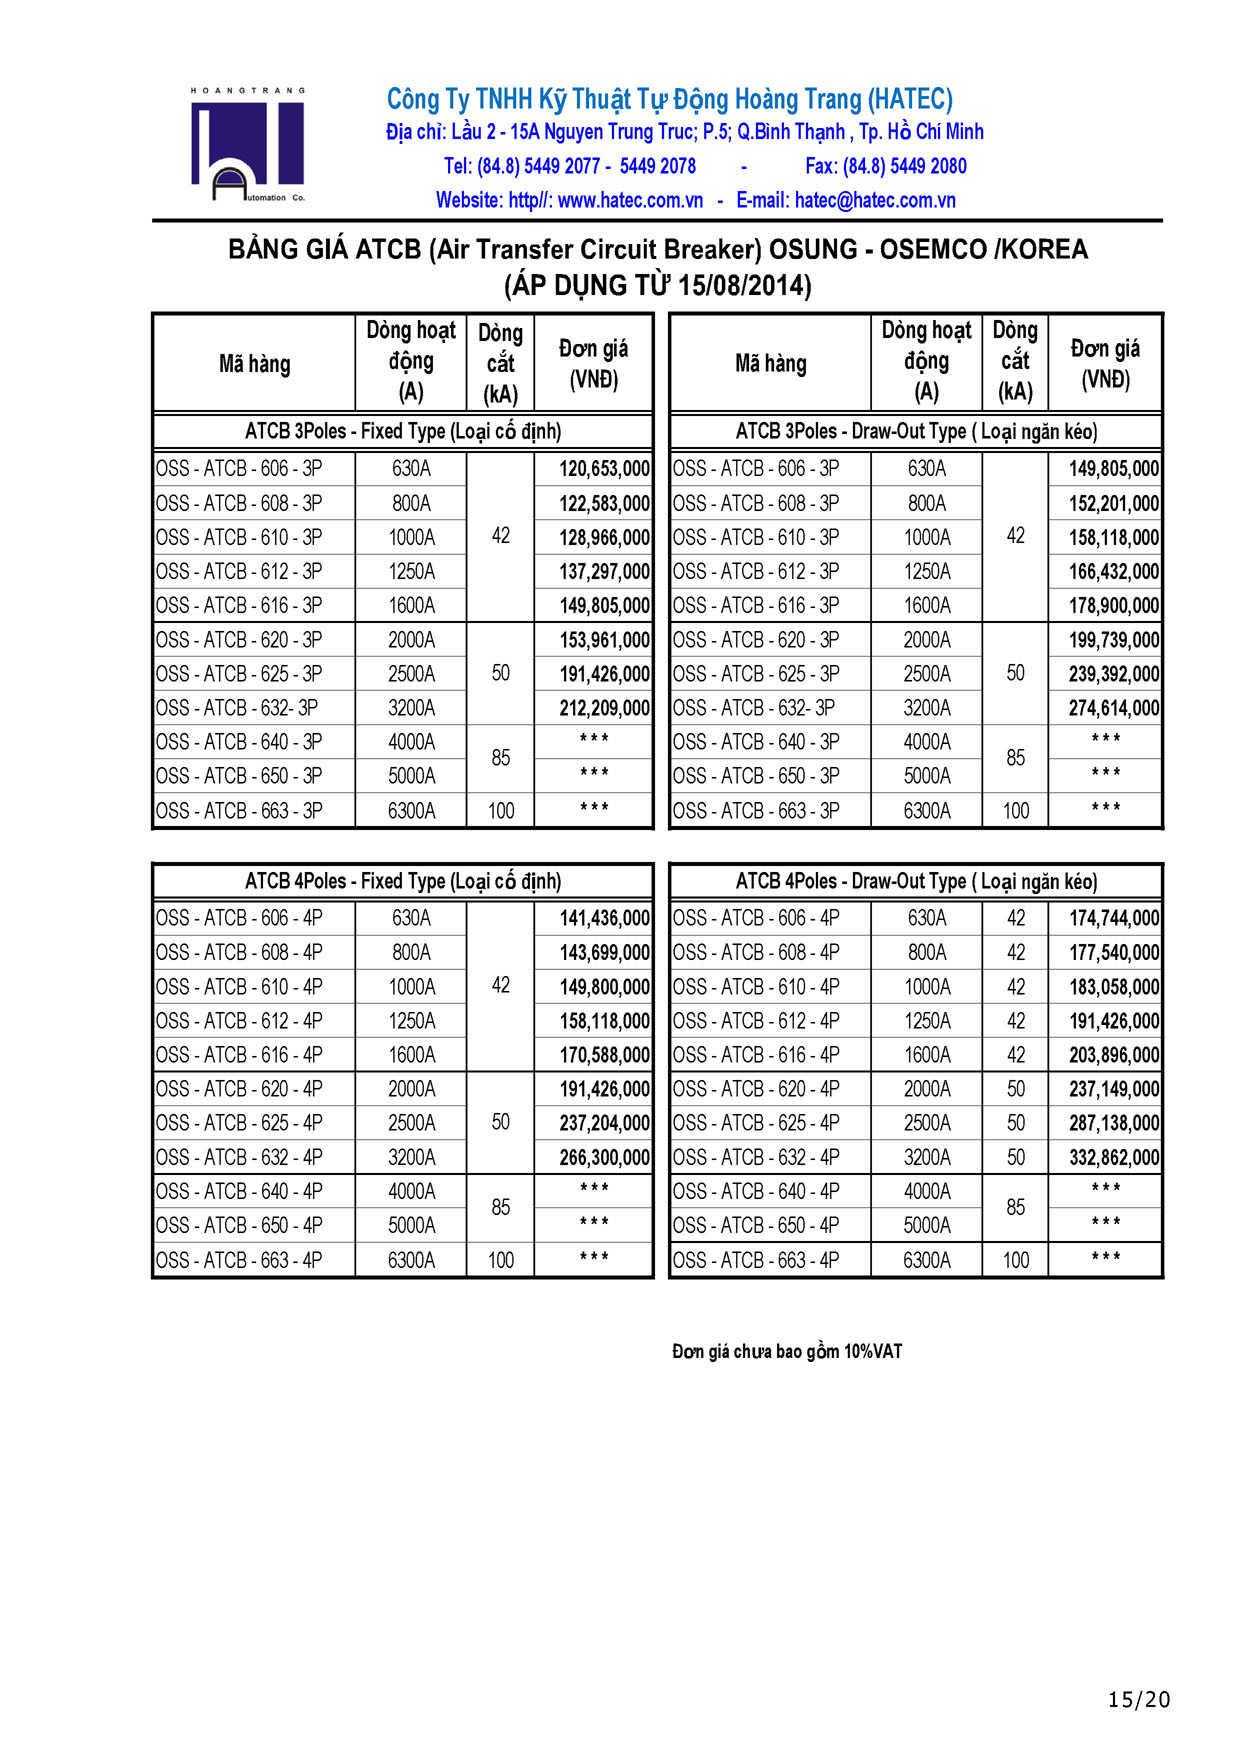 HOANGTRANG
Automation Co.
Công Ty TNHH Kỹ Thuật Tự Động Hoàng Trang (HATEC)
Địa chỉ: Lầu 2 - 15A Nguyen Trung Truc; P.5; Q.Bình Thạnh , Tp. Hồ Chí Minh
Tel: (84.8) 5449 2077 - 5449 2078 - Fax: (84.8) 5449 2080
Website: http//: www.hatec.com.vn - E-mail: hatec@hatec.com.vn
BẢNG GIÁ ATCB (Air Transfer Circuit Breaker) OSUNG - OSEMCO /KOREA
(ÁP DỤNG TỪ 15/08/2014)
Mã hàng Dòng hoạt động (A) Dòng cắt (kA) Đơn giá (VNĐ)
ATCB 3Poles - Fixed Type (Loại cố định)
OSS - ATCB - 606 - 3P 630A 120,653,000
OSS - ATCB - 608 - 3P 800A 122,583,000
OSS - ATCB - 610 - 3P 1000A 42 128,966,000
OSS - ATCB - 612 - 3P 1250A 137,297,000
OSS - ATCB - 616 - 3P 1600A 149,805,000
OSS - ATCB - 620 - 3P 2000A 153,961,000
OSS - ATCB - 625 - 3P 2500A 50 191,426,000
OSS - ATCB - 632- 3P 3200A 212,209,000
OSS - ATCB - 640 - 3P 4000A 85 ***
OSS - ATCB - 650 - 3P 5000A ***
OSS - ATCB - 663 - 3P 6300A 100 ***
Mã hàng Dòng hoạt động (A) Dòng cắt (kA) Đơn giá (VNĐ)
ATCB 3Poles - Draw-Out Type ( Loại ngăn kéo)
OSS - ATCB - 606 - 3P 630A 149,805,000
OSS - ATCB - 608 - 3P 800A 152,201,000
OSS - ATCB - 610 - 3P 1000A 42 158,118,000
OSS - ATCB - 612 - 3P 1250A 166,432,000
OSS - ATCB - 616 - 3P 1600A 178,900,000
OSS - ATCB - 620 - 3P 2000A 199,739,000
OSS - ATCB - 625 - 3P 2500A 50 239,392,000
OSS - ATCB - 632- 3P 3200A 274,614,000
OSS - ATCB - 640 - 3P 4000A 85 ***
OSS - ATCB - 650 - 3P 5000A ***
OSS - ATCB - 663 - 3P 6300A 100 ***
ATCB 4Poles - Fixed Type (Loại cố định)
OSS - ATCB - 606 - 4P 630A 141,436,000
OSS - ATCB - 608 - 4P 800A 143,699,000
OSS - ATCB - 610 - 4P 1000A 42 149,800,000
OSS - ATCB - 612 - 4P 1250A 158,118,000
OSS - ATCB - 616 - 4P 1600A 170,588,000
OSS - ATCB - 620 - 4P 2000A 191,426,000
OSS - ATCB - 625 - 4P 2500A 50 237,204,000
OSS - ATCB - 632 - 4P 3200A 266,300,000
OSS - ATCB - 640 - 4P 4000A 85 ***
OSS - ATCB - 650 - 4P 5000A ***
OSS - ATCB - 663 - 4P 6300A 100 ***
ATCB 4Poles - Draw-Out Type ( Loại ngăn kéo)
OSS - ATCB - 606 - 4P 630A 42 174,744,000
OSS - ATCB - 608 - 4P 800A 42 177,540,000
OSS - ATCB - 610 - 4P 1000A 42 183,058,000
OSS - ATCB - 612 - 4P 1250A 42 191,426,000
OSS - ATCB - 616 - 4P 1600A 42 203,896,000
OSS - ATCB - 620 - 4P 2000A 50 237,149,000
OSS - ATCB - 625 - 4P 2500A 50 287,138,000
OSS - ATCB - 632 - 4P 3200A 50 332,862,000
OSS - ATCB - 640 - 4P 4000A 85 ***
OSS - ATCB - 650 - 4P 5000A ***
OSS - ATCB - 663 - 4P 6300A 100 ***
Đơn giá chưa bao gồm 10%VAT
15/20